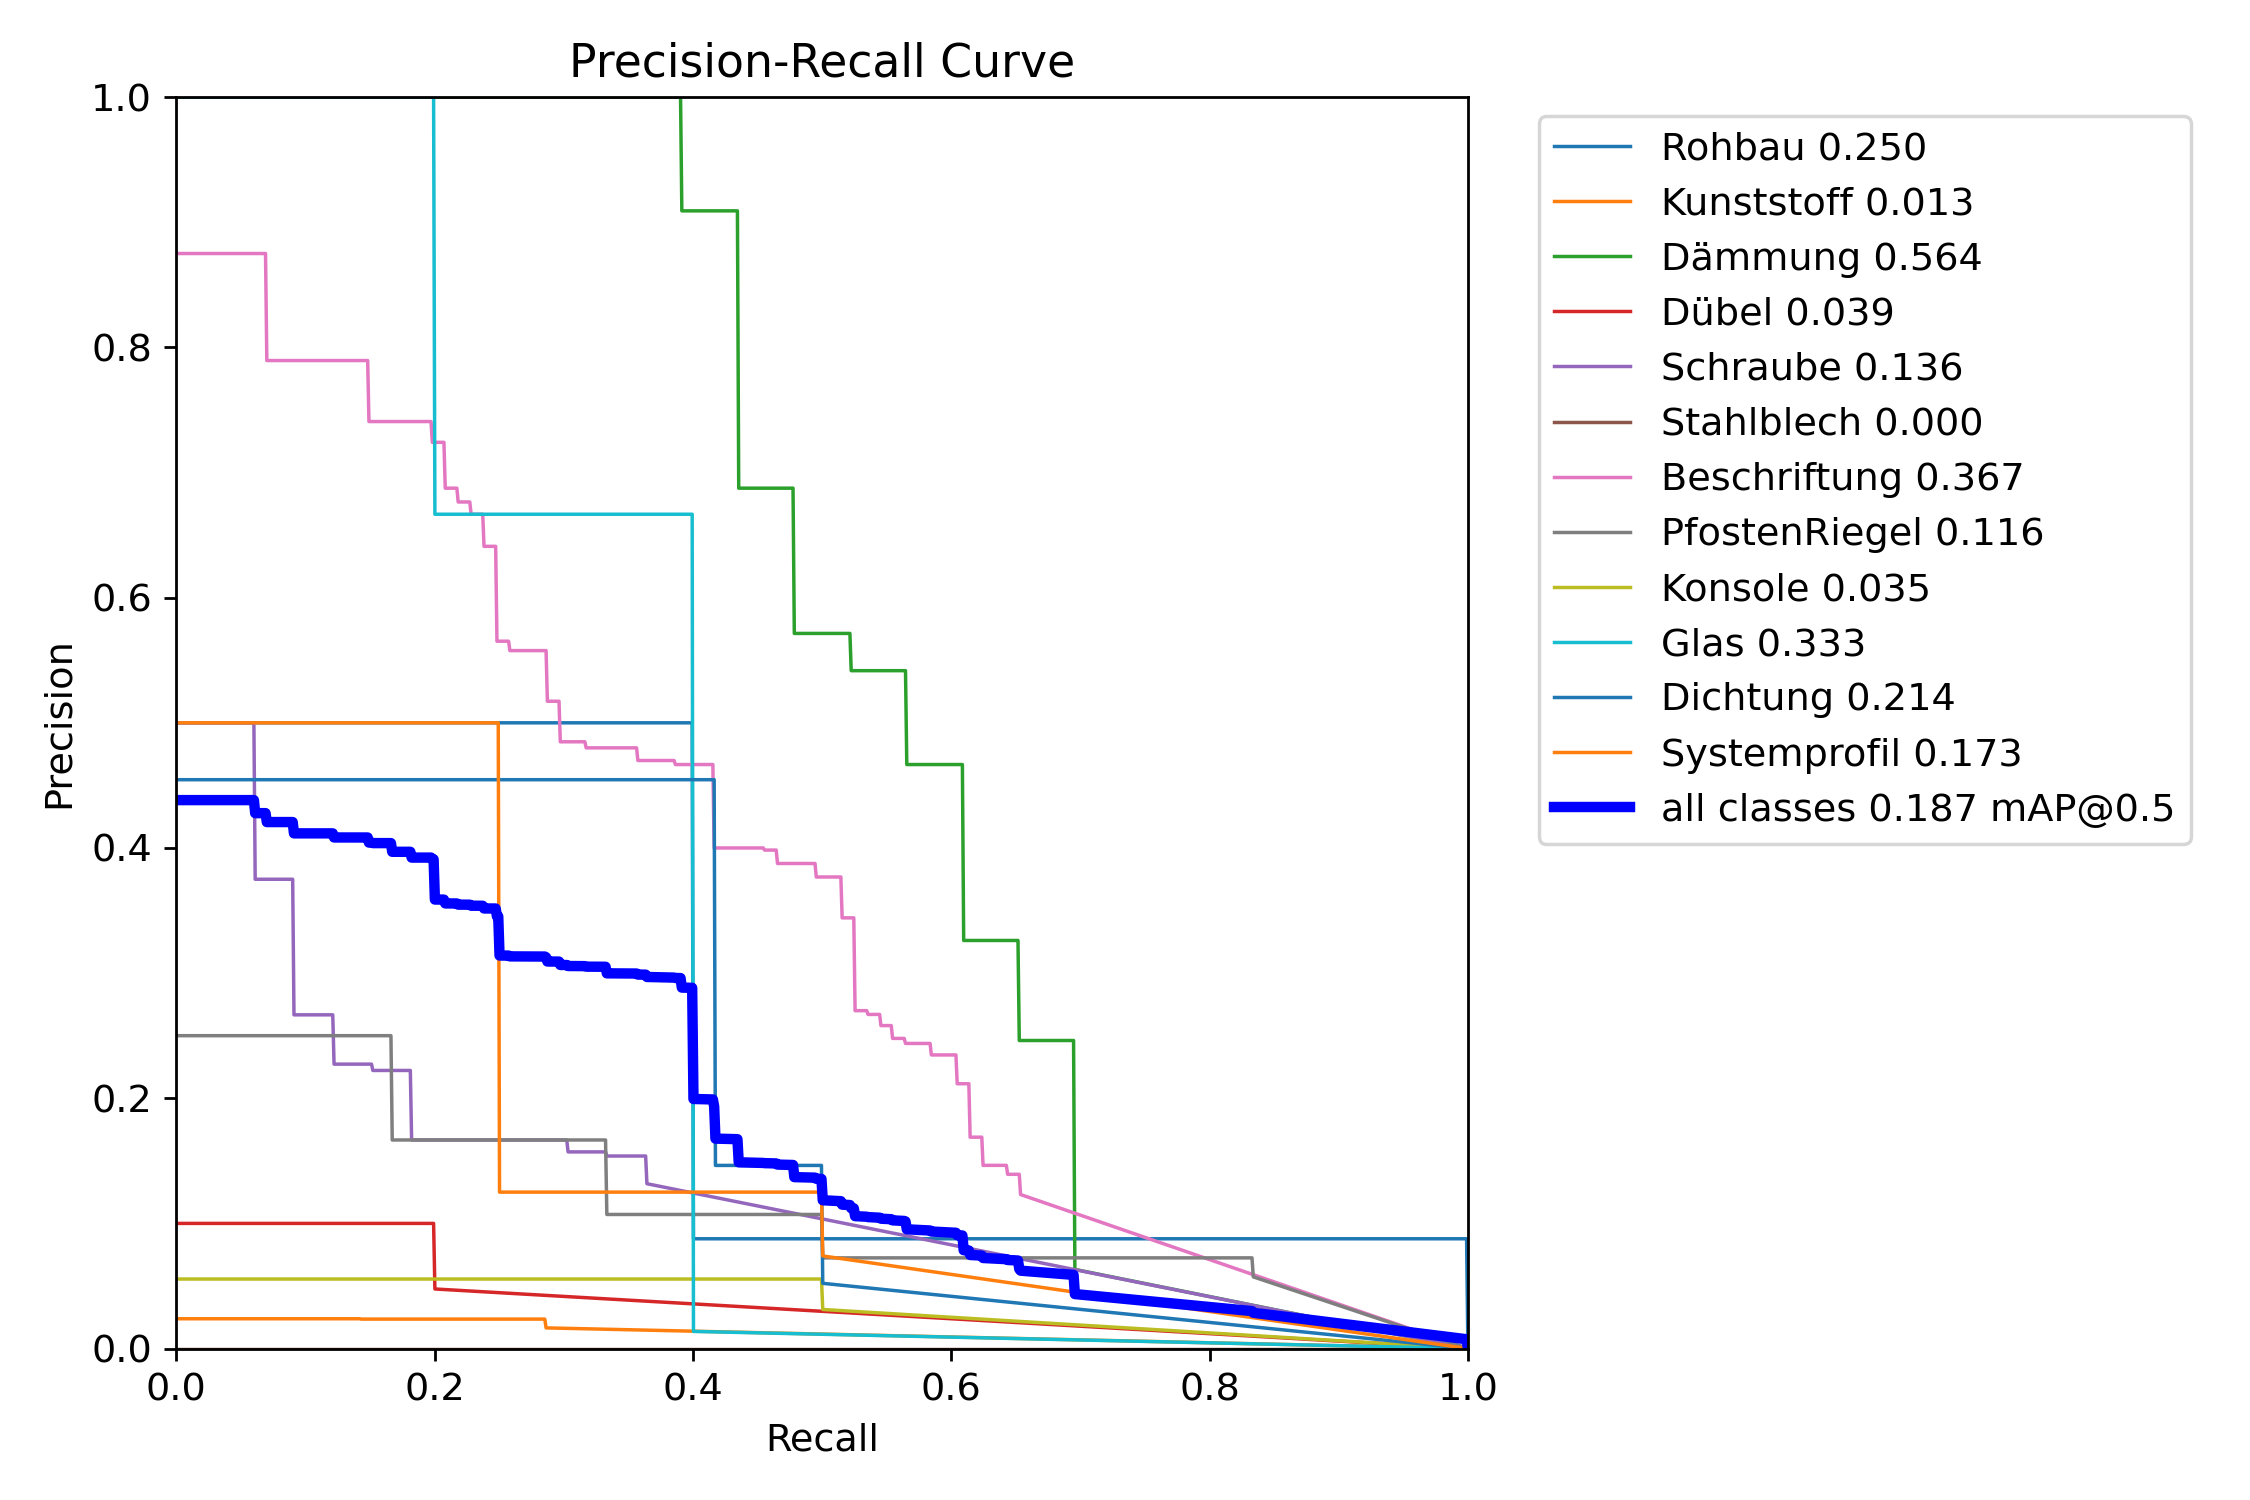 Precision-Recall Curve
1.0
0.8
0.6
0.4
0.2
0.0
Precision
0.0 0.2 0.4 0.6 0.8 1.0
Recall
Rohbau 0.250
Kunststoff 0.013
Dämmung 0.564
Dübel 0.039
Schraube 0.136
Stahlblech 0.000
Beschriftung 0.367
PfostenRiegel 0.116
Konsole 0.035
Glas 0.333
Dichtung 0.214
Systemprofil 0.173
all classes 0.187 mAP@0.5